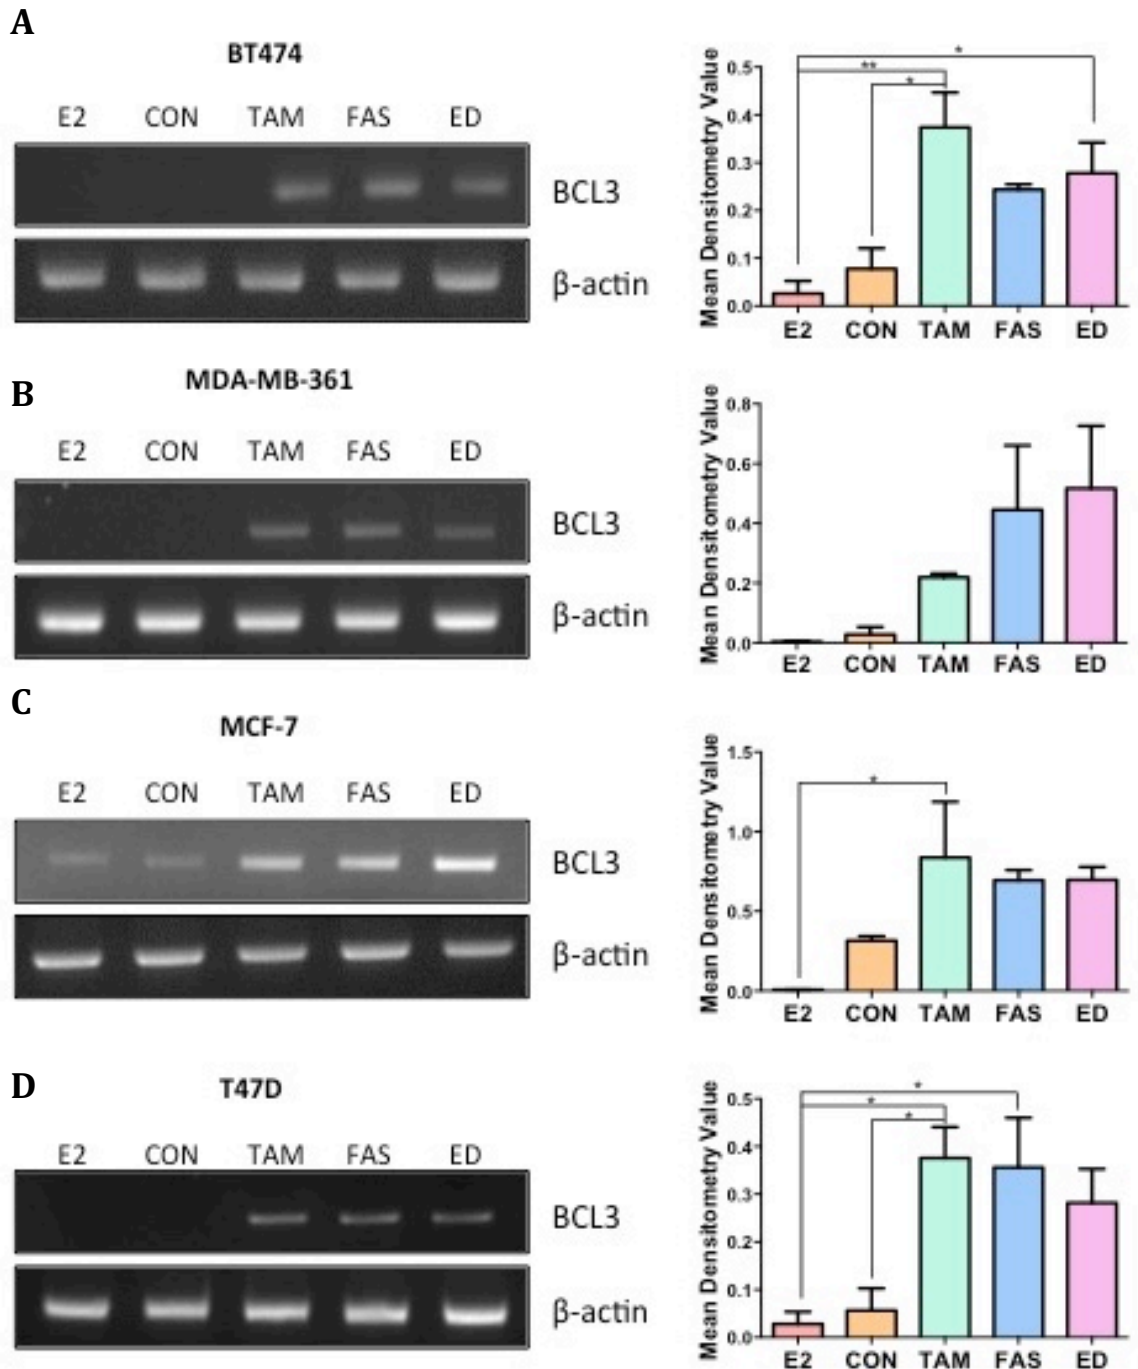 A
BT474
E2 CON TAM FAS ED
BCL3
β-actin
Mean Densitometry Value
0.5
0.4
0.3
0.2
0.1
0.0
* ** *
E2 CON TAM FAS ED
B
MDA-MB-361
E2 CON TAM FAS ED
BCL3
β-actin
Mean Densitometry Value
0.8
0.6
0.4
0.2
0.0
E2 CON TAM FAS ED
C
MCF-7
E2 CON TAM FAS ED
BCL3
β-actin
Mean Densitometry Value
1.5
1.0
0.5
0.0
*
E2 CON TAM FAS ED
D
T47D
E2 CON TAM FAS ED
BCL3
β-actin
Mean Densitometry Value
0.5
0.4
0.3
0.2
0.1
0.0
* * *
E2 CON TAM FAS ED